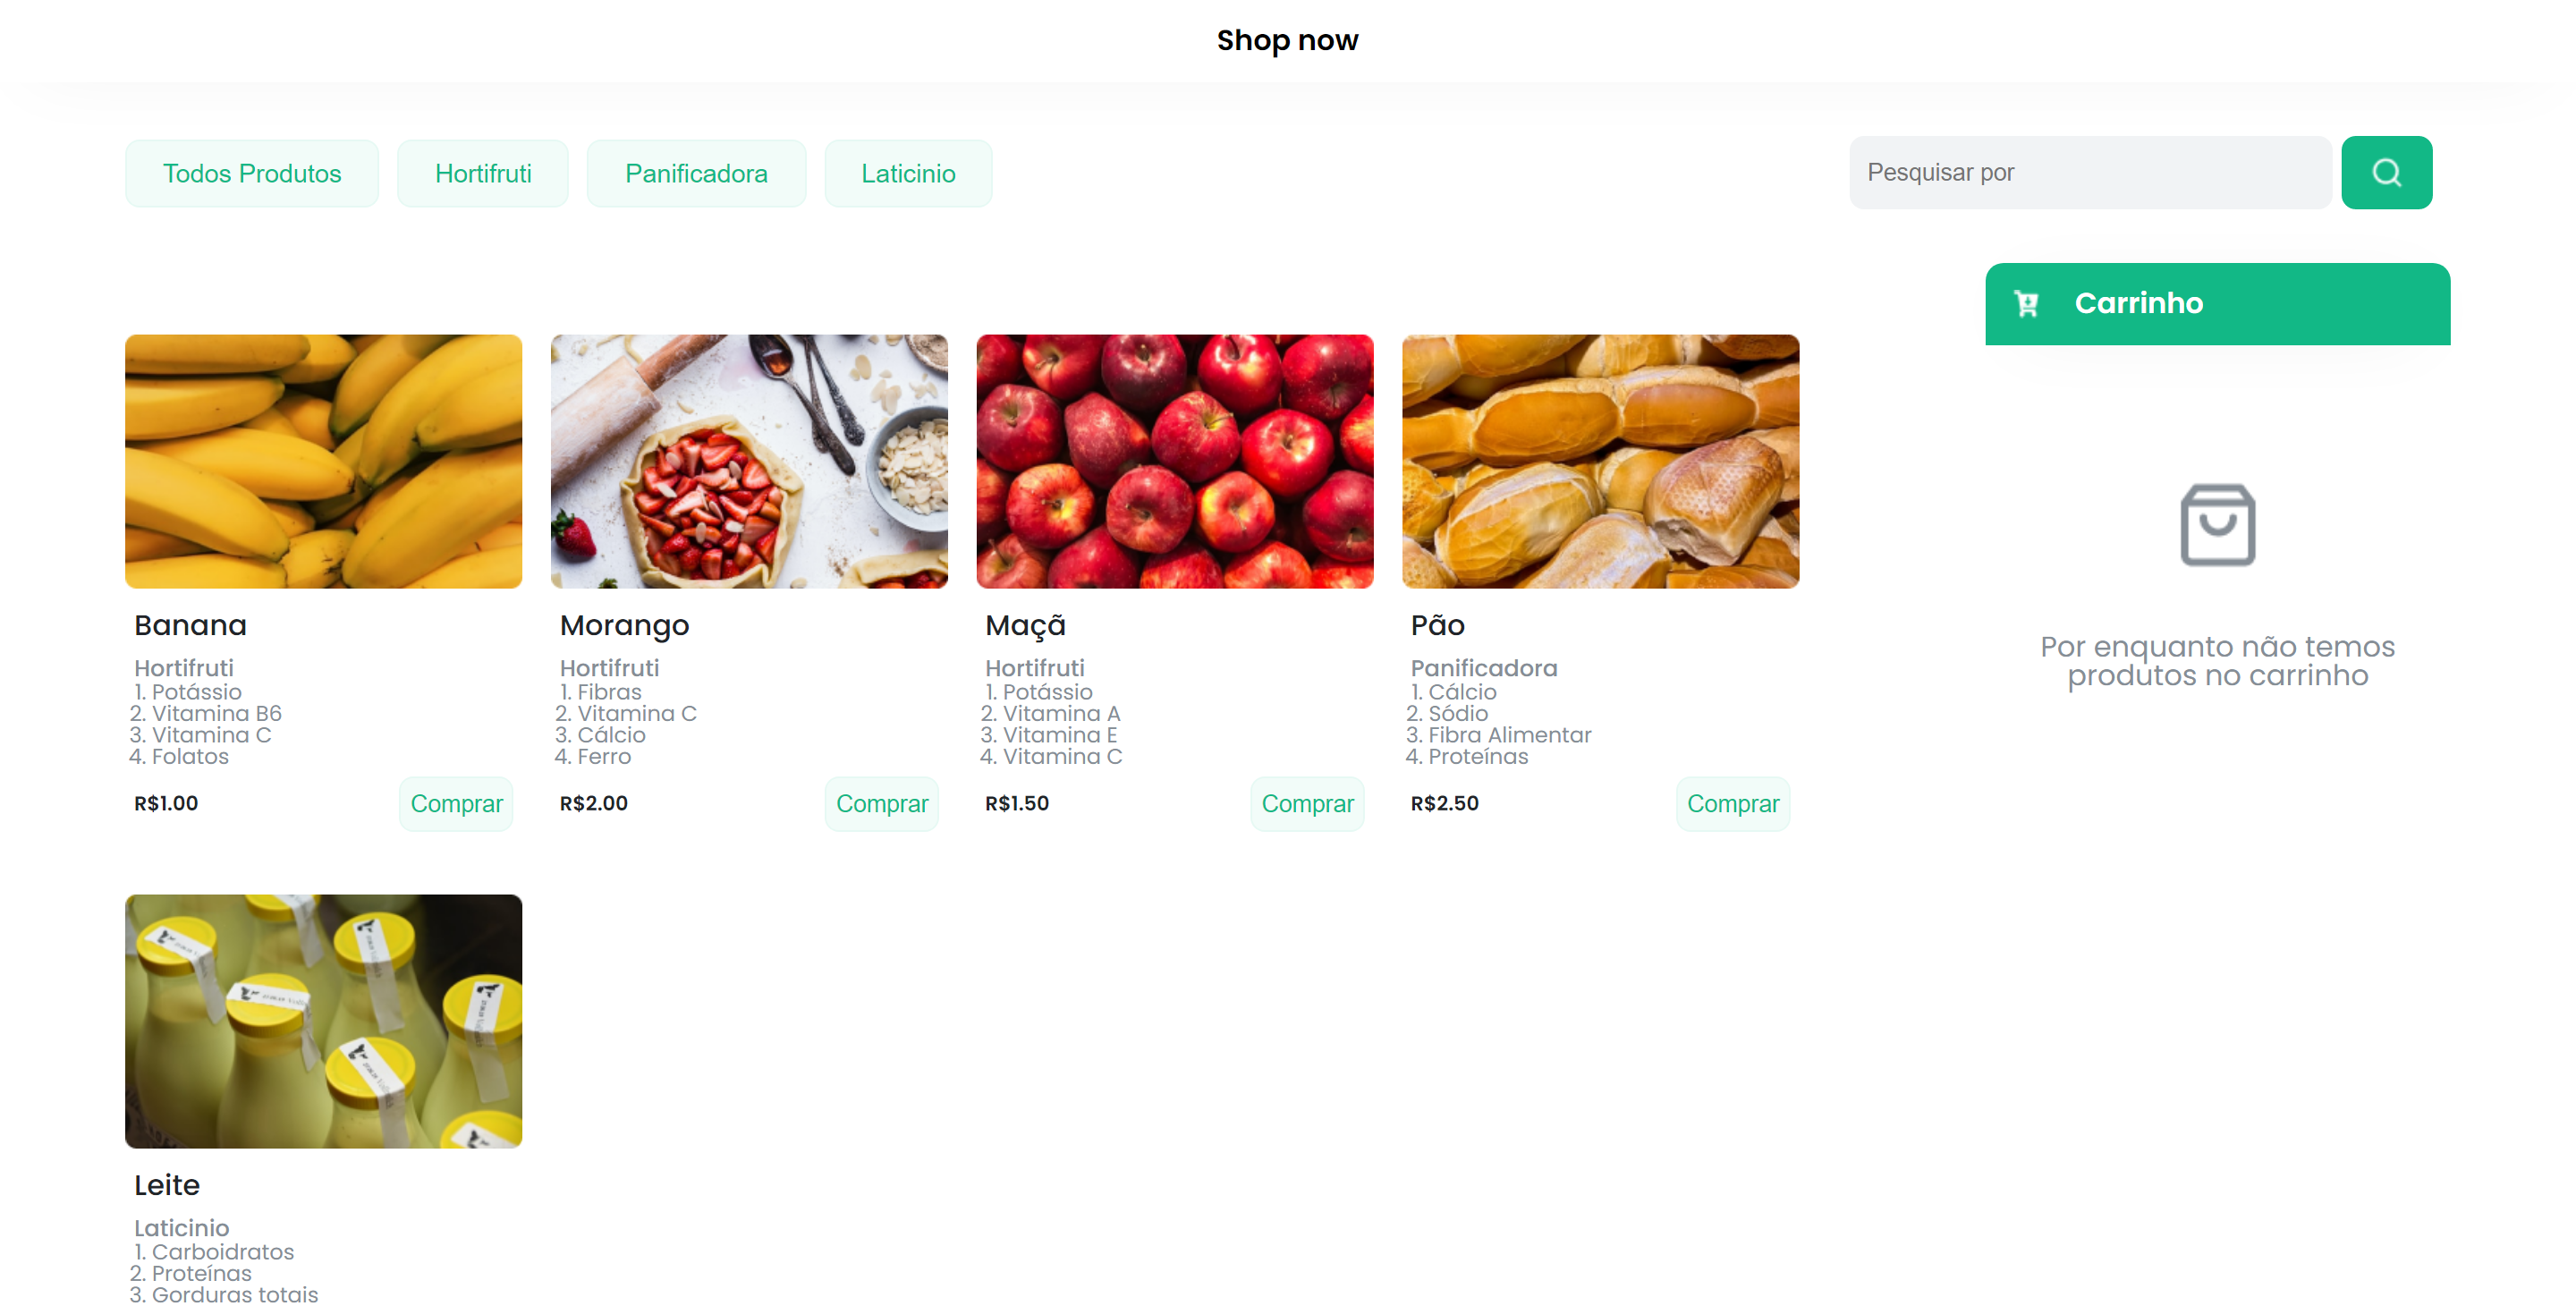 Shop now
Todos Produtos
Hortifruti
Panificadora
Laticinio
Pesquisar por
Carrinho
Por enquanto não temos
produtos no carrinho
Banana
Hortifruti
1. Potássio
2. Vitamina B6
3. Vitamina C
4. Folatos
R$1.00
Comprar
Morango
Hortifruti
1. Fibras
2. Vitamina C
3. Cálcio
4. Ferro
R$2.00
Comprar
Maçã
Hortifruti
1. Potássio
2. Vitamina A
3. Vitamina E
4. Vitamina C
R$1.50
Comprar
Pão
Panificadora
1. Cálcio
2. Sódio
3. Fibra Alimentar
4. Proteínas
R$2.50
Comprar
Leite
Laticinio
1. Carboidratos
2. Proteínas
3. Gorduras totais